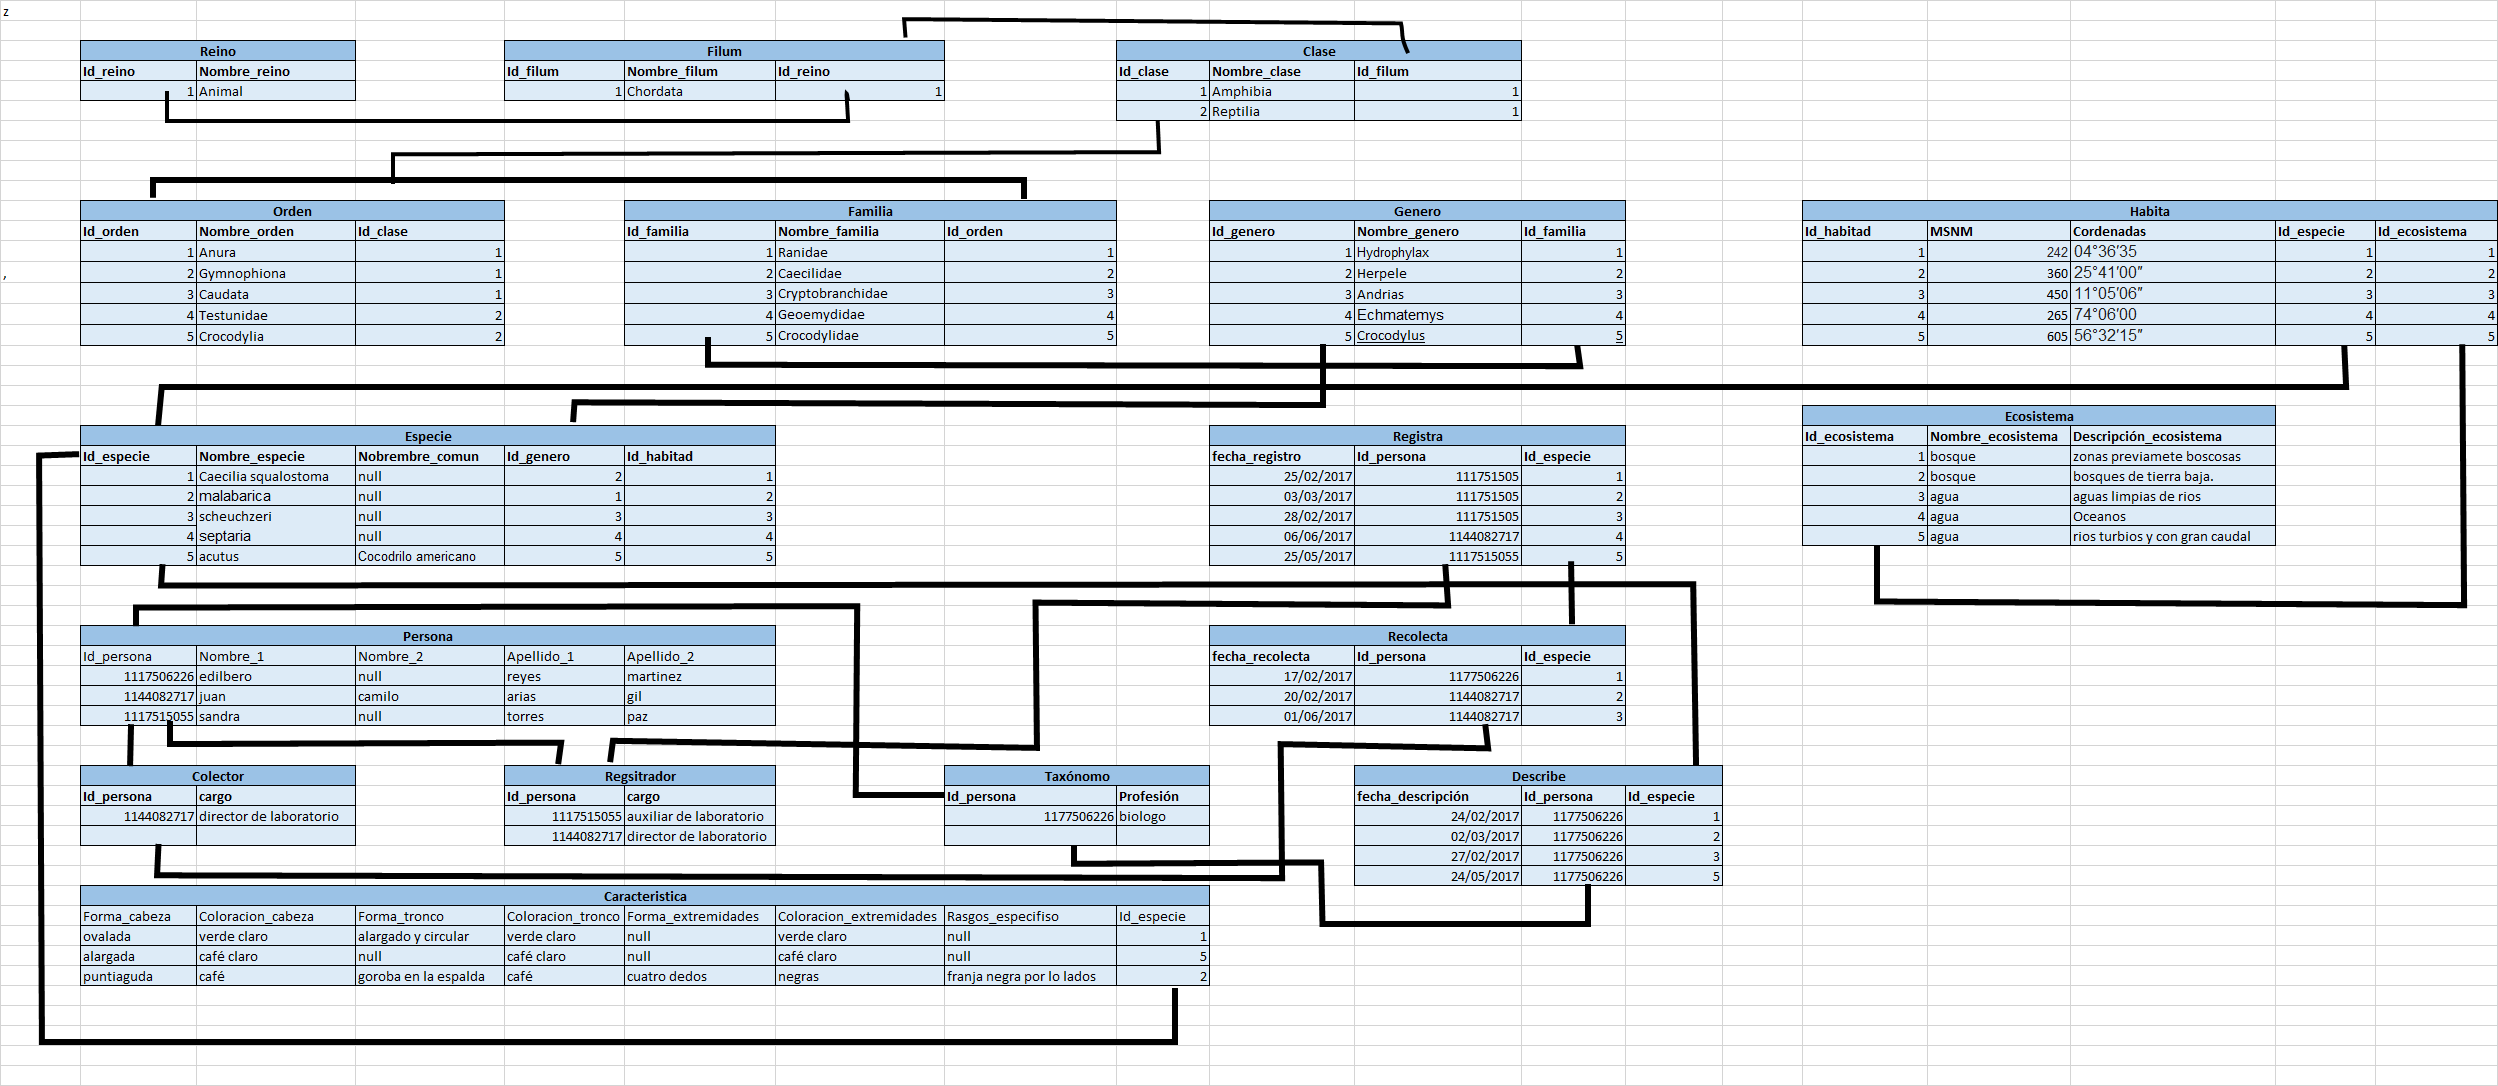 z
Reino
Id_reino Nombre_reino
1 Animal
Filum
Id_filum Nombre_filum Id_reino
1 Chordata 1
Clase
Id_clase Nombre_clase Id_filum
1 Amphibia 1
2 Reptilia 1
Orden
Id_orden Nombre_orden Id_clase
1 Anura 1
2 Gymnophiona 1
3 Caudata 1
4 Testunidae 2
5 Crocodylia 2
,
Familia
Id_familia Nombre_familia Id_orden
1 Ranidae 1
2 Caecilidae 2
3 Cryptobranchidae 3
4 Geoemydidae 4
5 Crocodylidae 5
Genero
Id_genero Nombre_genero Id_familia
1 Hydrophylax 1
2 Herpele 2
3 Andrias 3
4 Echmatemys 4
5 Crocodylus 5
Habita
Id_habitad MSNM Cordenadas Id_especie Id_ecosistema
1 242 04°36'35 1 1
2 360 25°41'00" 2 2
3 450 11°05'06" 3 3
4 265 74°06'00 4 4
5 605 56°32'15" 5 5
Especie
Id_especie Nombre_especie Nobrembre_comun Id_genero Id_habitad
1 Caecilia squalostoma null 2 1
2 malabarica null 1 2
3 scheuchzeri null 3 3
4 septaria null 4 4
5 acutus Cocodrilo americano 5 5
Registra
fecha_registro Id_persona Id_especie
25/02/2017 111751505 1
03/03/2017 111751505 2
28/02/2017 111751505 3
06/06/2017 1144082717 4
25/05/2017 1117515055 5
Ecosistema
Id_ecosistema Nombre_ecosistema Descripción_ecosistema
1 bosque zonas previamete boscosas
2 bosque bosques de tierra baja.
3 agua aguas limpias de rios
4 agua Oceanos
5 agua rios turbios y con gran caudal
Persona
Id_persona Nombre_1 Nombre_2 Apellido_1 Apellido_2
1117506226 edilbero null reyes martinez
1144082717 juan camilo arias gil
1117515055 sandra null torres paz
Recolecta
fecha_recolecta Id_persona Id_especie
17/02/2017 1177506226 1
20/02/2017 1144082717 2
01/06/2017 1144082717 3
Colector
Id_persona cargo
1144082717 director de laboratorio
Regsitrador
Id_persona cargo
1117515055 auxiliar de laboratorio
1144082717 director de laboratorio
Taxónomo
Id_persona Profesión
1177506226 biologo
Describe
fecha_descripción Id_persona Id_especie
24/02/2017 1177506226 1
02/03/2017 1177506226 2
27/02/2017 1177506226 3
24/05/2017 1177506226 5
Caracteristica
Forma_cabeza Coloracion_cabeza Forma_tronco Coloracion_tronco Forma_extremidades Coloracion_extremidades Rasgos_especifiso Id_especie
ovalada verde claro alargado y circular verde claro null verde claro null 1
alargada café claro null café claro null café claro null 5
puntiaguda café goroba en la espalda café cuatro dedos negras franja negra por lo lados 2